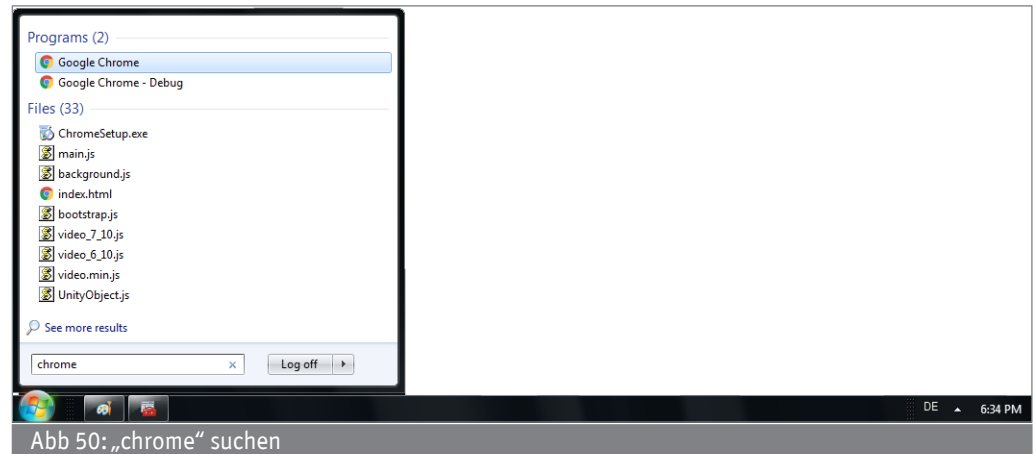 Programs (2)
Google Chrome
Google Chrome - Debug
Files (33)
ChromeSetup.exe
main.js
background.js
index.html
bootstrap.js
video_7_10.js
video_6_10.js
video.min.js
UnityObject.js
See more results
chrome
Log off
DE
6:34 PM
Abb 50: „chrome“ suchen